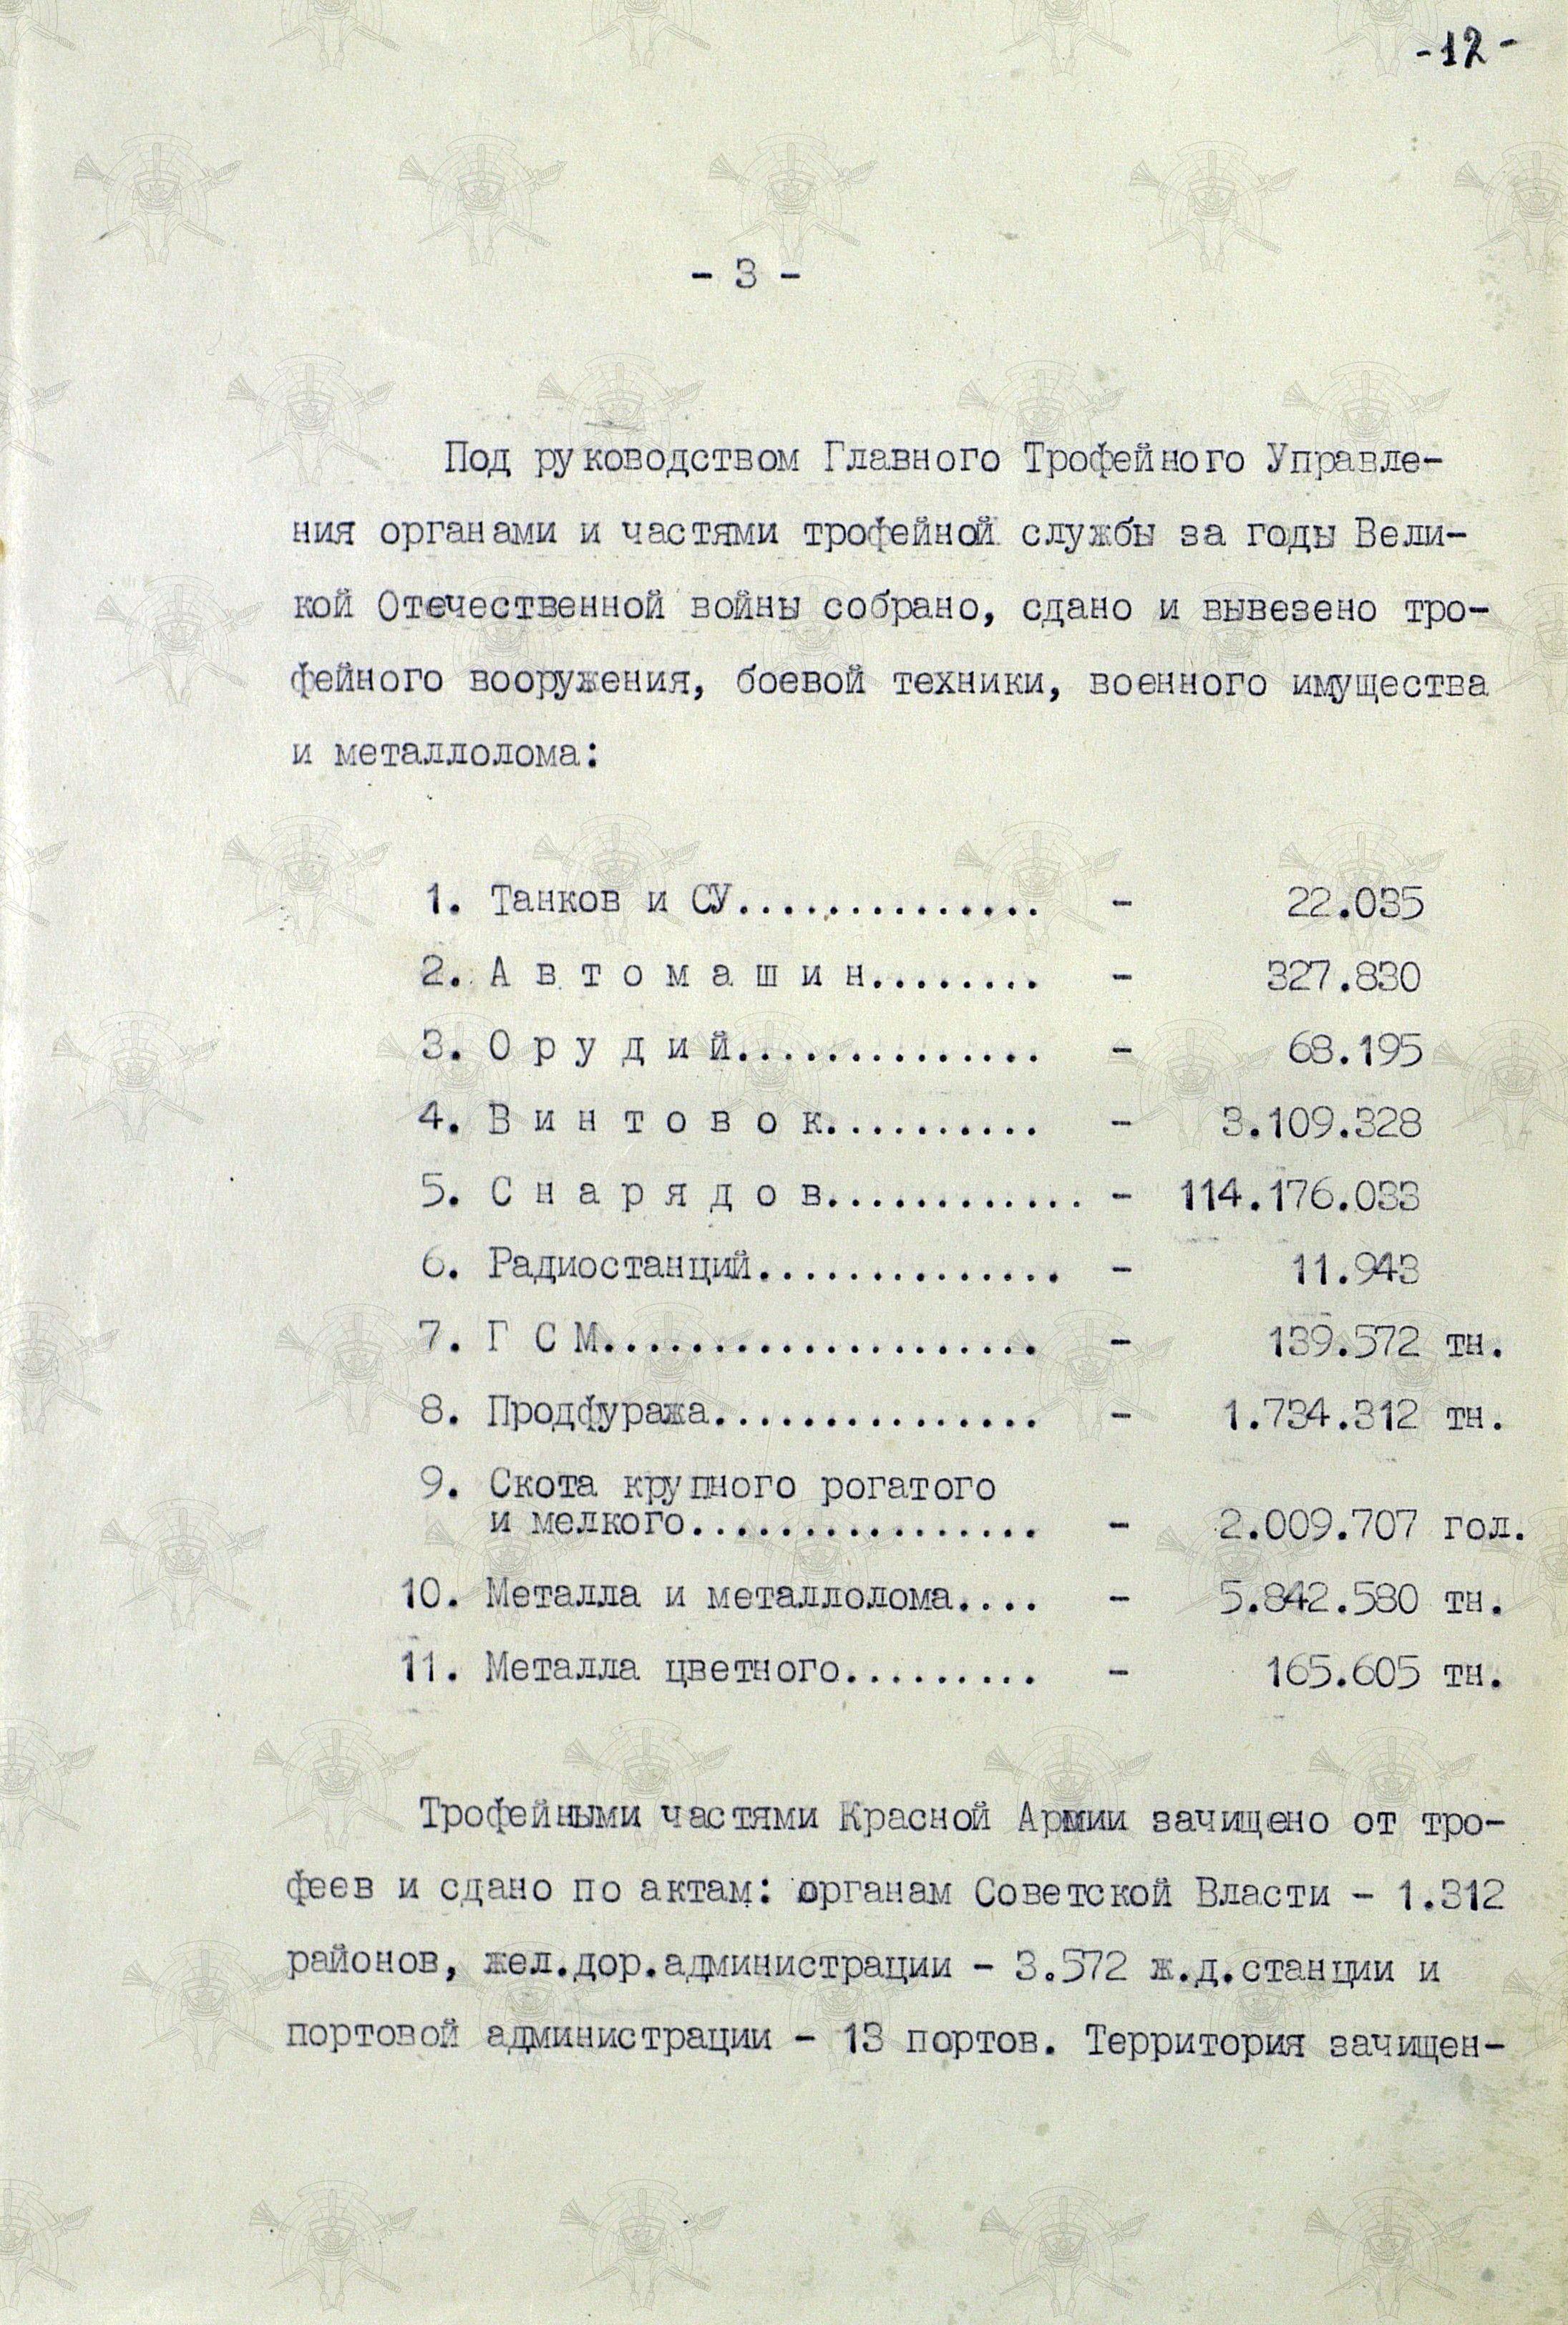 -12-
- 3 -
Под руководством Главного Трофейного Управле-
ния органами и частями трофейной службы за годы Вели-
кой Отечественной войны собрано, сдано и вывезено тро-
фейного вооружения, боевой техники, военного имущества
и металлолома:
1. Танков и СУ.............. - 22.035
2. А в т о м а ш и н........ - 327.830
3. О р у д и й.............. - 68.195
4. В и н т о в о к.......... - 3.109.328
5. С н а р я д о в............ - 114.176.033
6. Радиостанций.............. - 11.943
7. Г С М.................... - 139.572 тн.
8. Продфуража............... - 1.734.312 тн.
9. Скота крупного рогатого
и мелкого................ - 2.009.707 гол.
10. Металла и металлолома.... - 5.842.580 тн.
11. Металла цветного......... - 165.605 тн.
Трофейными частями Красной Армии зачищено от тро-
феев и сдано по актам: органам Советской Власти - 1.312
районов, жел.дор.администрации - 3.572 ж.д.станции и
портовой администрации - 13 портов. Территория зачищен-